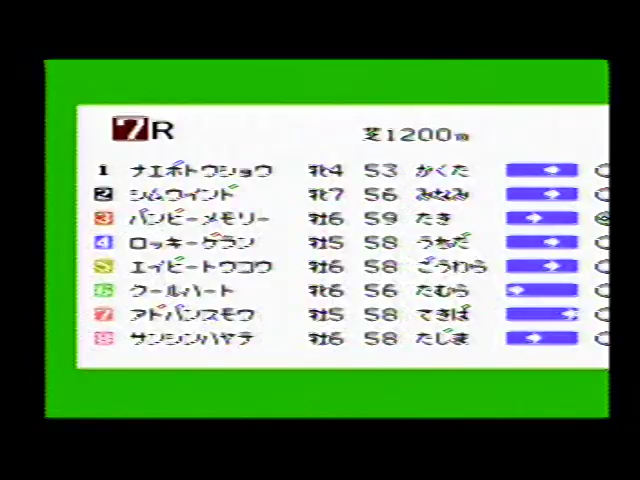 7R 芝1200m
1 ナエボトウショウ 牝4 53 かくた
2 シムウインド 牝7 56 みなみ
3 バンビーメモリー 牡6 59 たき
4 ロッキーグラン 牡5 58 うちだ
5 エイビートウコウ 牡6 58 ごうわら
6 クールハート 牝6 56 たむら
7 アドバンスモウ 牡5 58 てきば
8 サンシンハヤテ 牡6 58 たじま